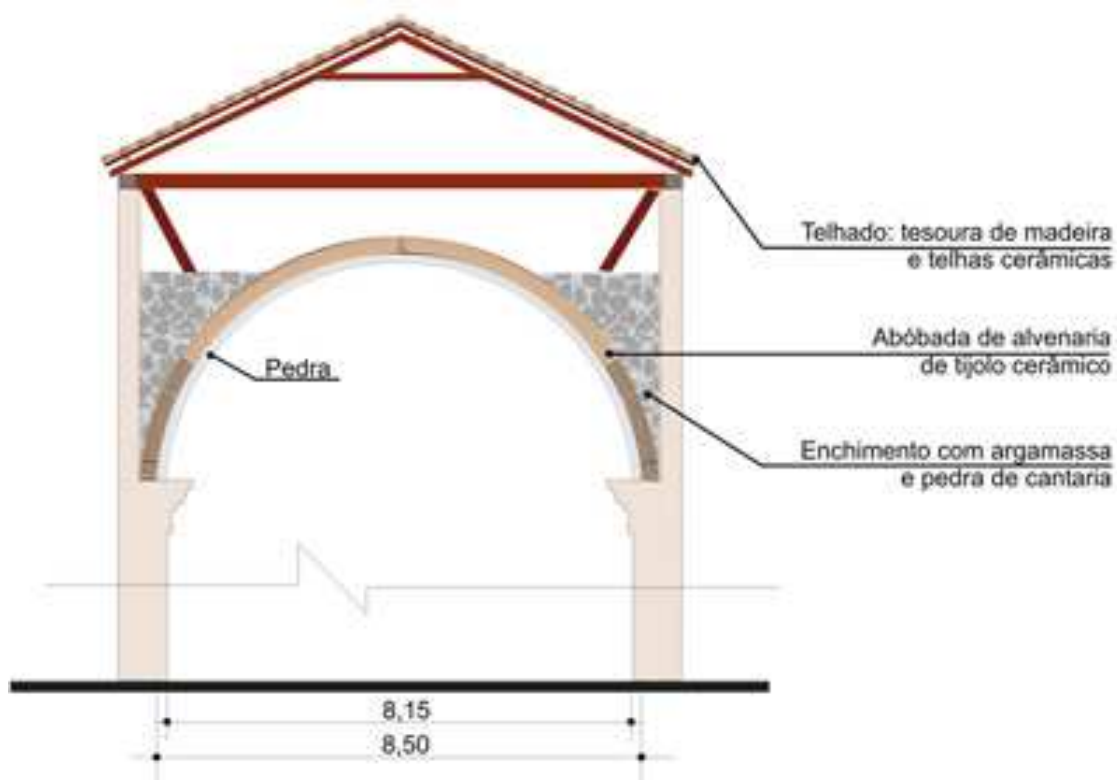 Telhado: tesoura de madeira
e telhas cerâmicas
Abóbada de alvenaria
de tijolo cerâmico
Pedra
Enchimento com argamassa
e pedra de cantaria
8,15
8,50